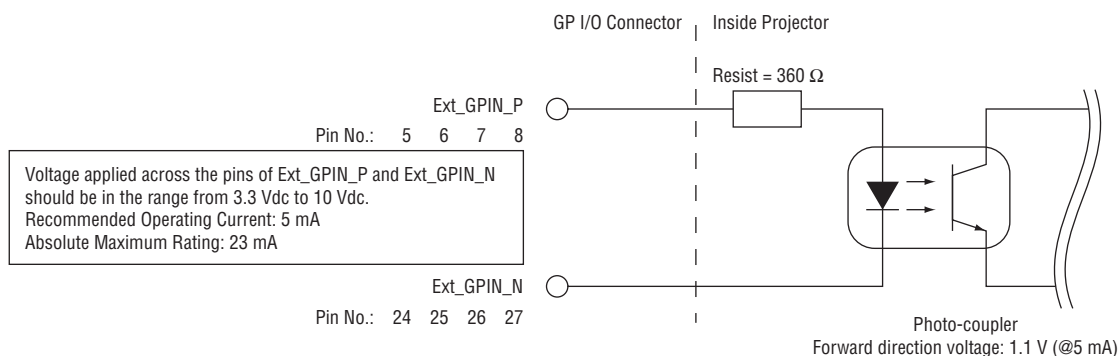 GP I/O Connector
Inside Projector
Resist = 360 Ω
Ext_GPIN_P
Pin No.: 5 6 7 8
Voltage applied across the pins of Ext_GPIN_P and Ext_GPIN_N
should be in the range from 3.3 Vdc to 10 Vdc.
Recommended Operating Current: 5 mA
Absolute Maximum Rating: 23 mA
Ext_GPIN_N
Pin No.: 24 25 26 27
Photo-coupler
Forward direction voltage: 1.1 V (@5 mA)